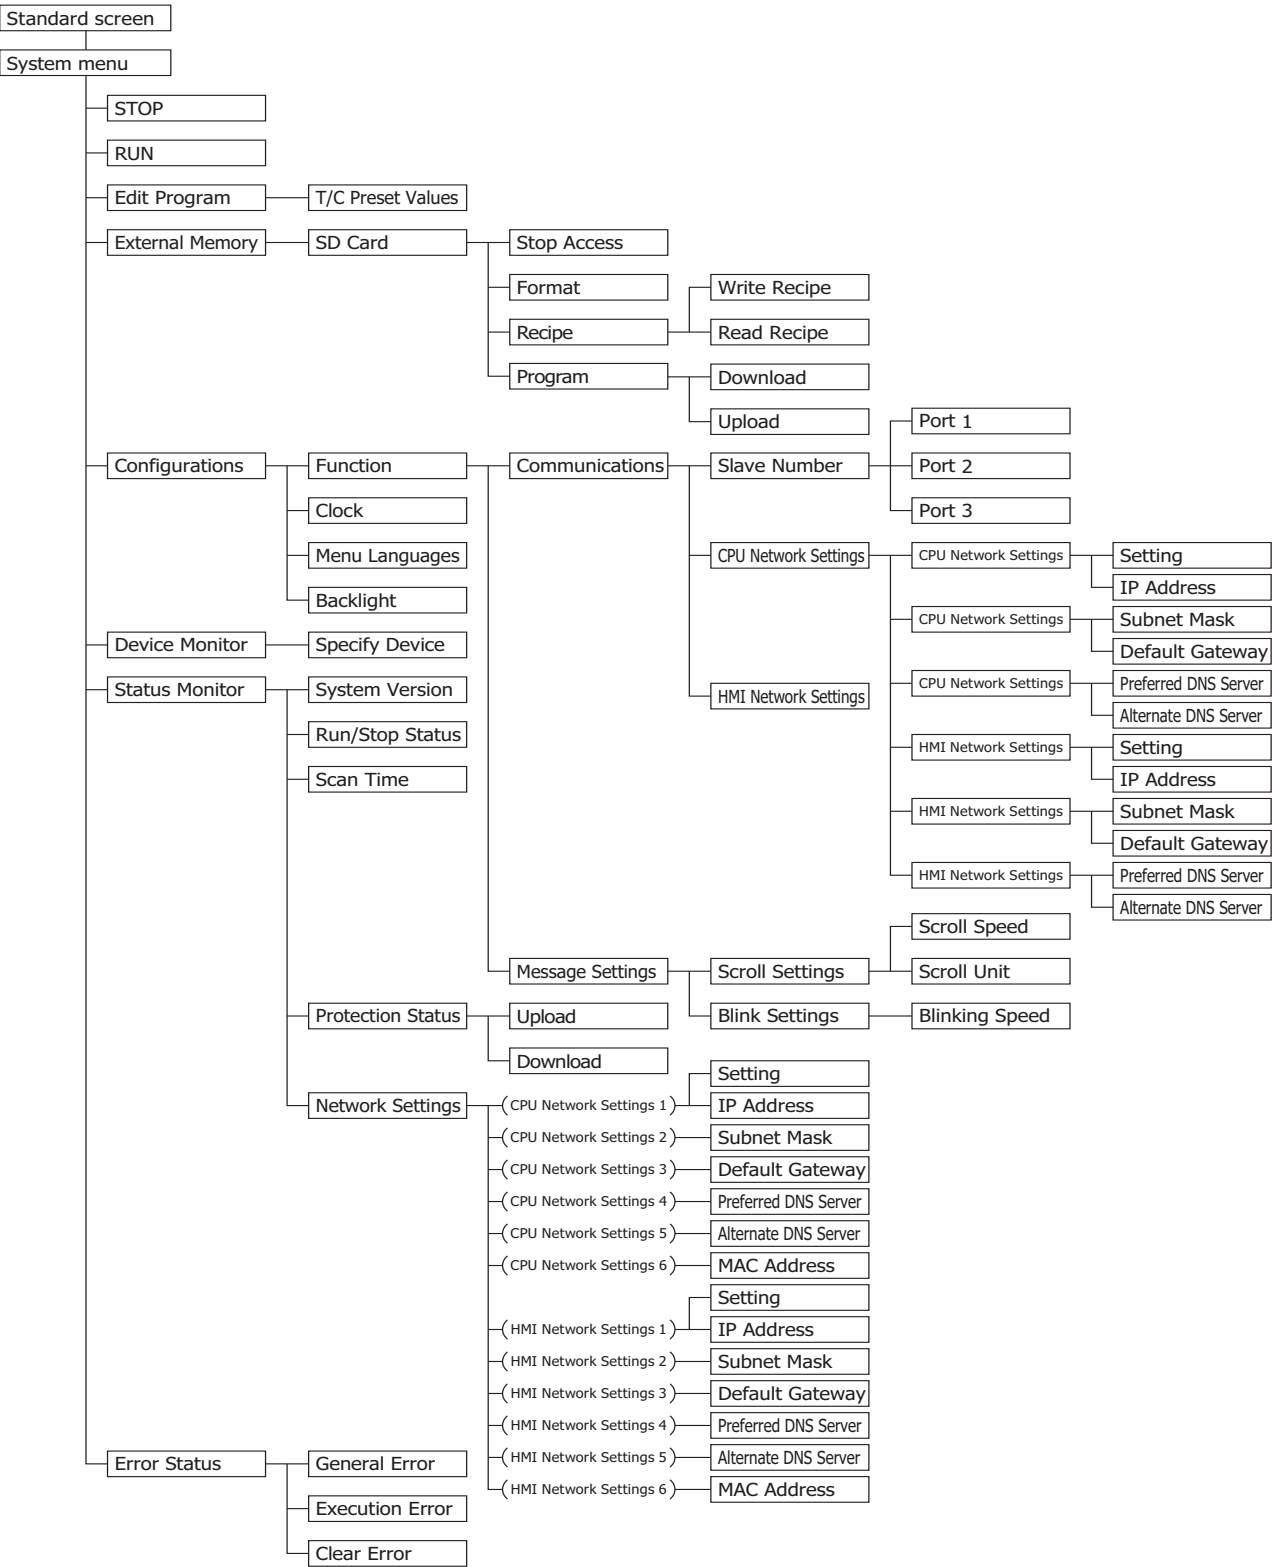 Standard screen
System menu
STOP
RUN
Edit Program T/C Preset Values
External Memory SD Card Stop Access
Format Write Recipe
Recipe Read Recipe
Program Download
Upload Port 1
Configurations Function Communications Slave Number Port 2
Clock Port 3
Menu Languages CPU Network Settings CPU Network Settings Setting
IP Address
Backlight
CPU Network Settings Subnet Mask
Device Monitor Specify Device Default Gateway
Status Monitor System Version HMI Network Settings CPU Network Settings Preferred DNS Server
Alternate DNS Server
Run/Stop Status HMI Network Settings Setting
Scan Time IP Address
HMI Network Settings Subnet Mask
Default Gateway
HMI Network Settings Preferred DNS Server
Alternate DNS Server
Scroll Speed
Message Settings Scroll Settings Scroll Unit
Protection Status Upload Blink Settings Blinking Speed
Download
Setting
Network Settings (CPU Network Settings 1) IP Address
(CPU Network Settings 2) Subnet Mask
(CPU Network Settings 3) Default Gateway
(CPU Network Settings 4) Preferred DNS Server
(CPU Network Settings 5) Alternate DNS Server
(CPU Network Settings 6) MAC Address
Setting
(HMI Network Settings 1) IP Address
(HMI Network Settings 2) Subnet Mask
(HMI Network Settings 3) Default Gateway
(HMI Network Settings 4) Preferred DNS Server
Error Status General Error (HMI Network Settings 5) Alternate DNS Server
(HMI Network Settings 6) MAC Address
Execution Error
Clear Error